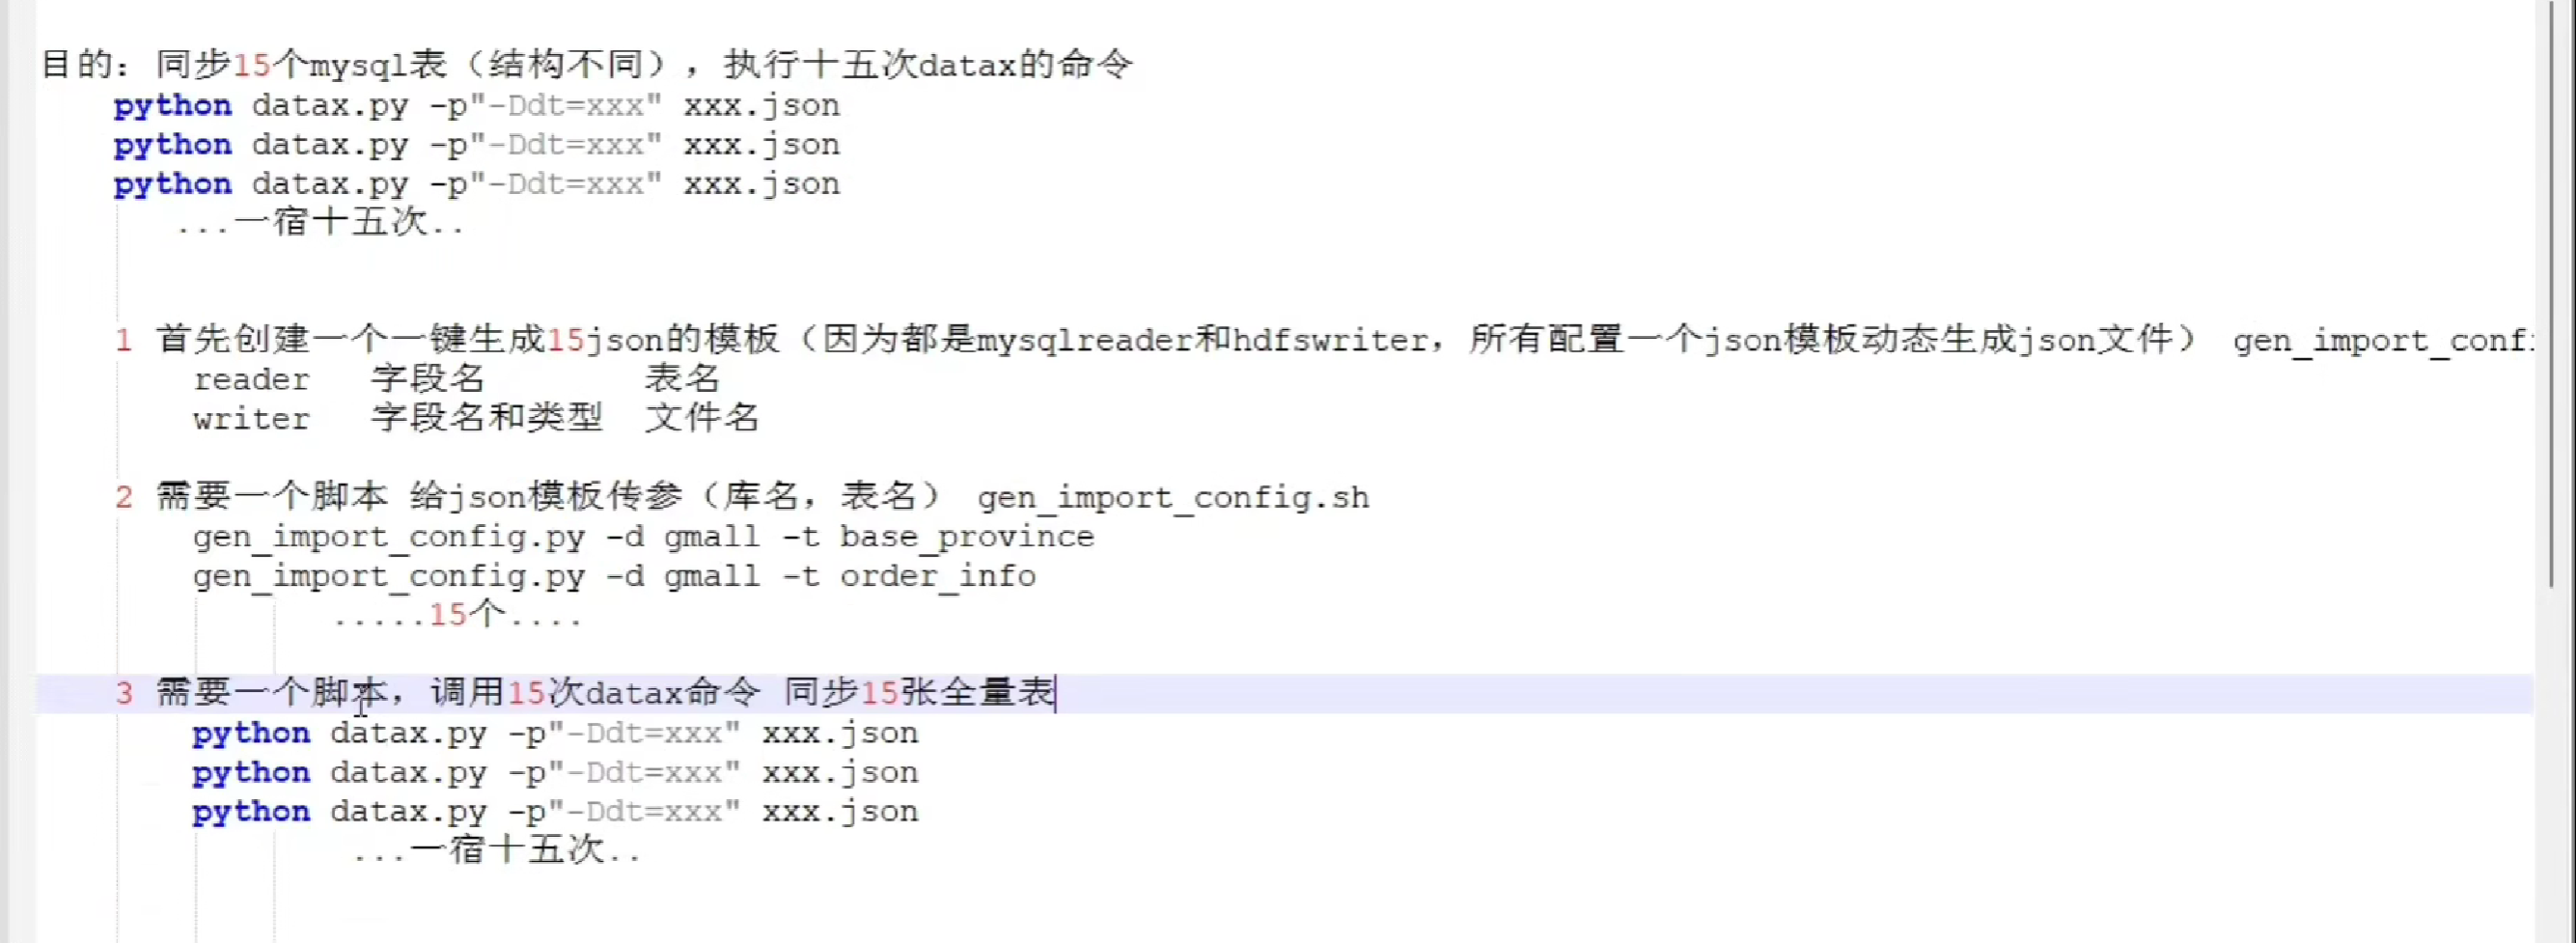 目的：同步15个mysql表（结构不同），执行十五次datax的命令
python datax.py -p"-Ddt=xxx" xxx.json
python datax.py -p"-Ddt=xxx" xxx.json
python datax.py -p"-Ddt=xxx" xxx.json
...一宿十五次..
1 首先创建一个一键生成15json的模板（因为都是mysqlreader和hdfswriter，所有配置一个json模板动态生成json文件） gen_import_conf
reader 字段名 表名
writer 字段名和类型 文件名
2 需要一个脚本 给json模板传参（库名，表名） gen_import_config.sh
gen_import_config.py -d gmall -t base_province
gen_import_config.py -d gmall -t order_info
.....15个....
3 需要一个脚本，调用15次datax命令 同步15张全量表
python datax.py -p"-Ddt=xxx" xxx.json
python datax.py -p"-Ddt=xxx" xxx.json
python datax.py -p"-Ddt=xxx" xxx.json
...一宿十五次..